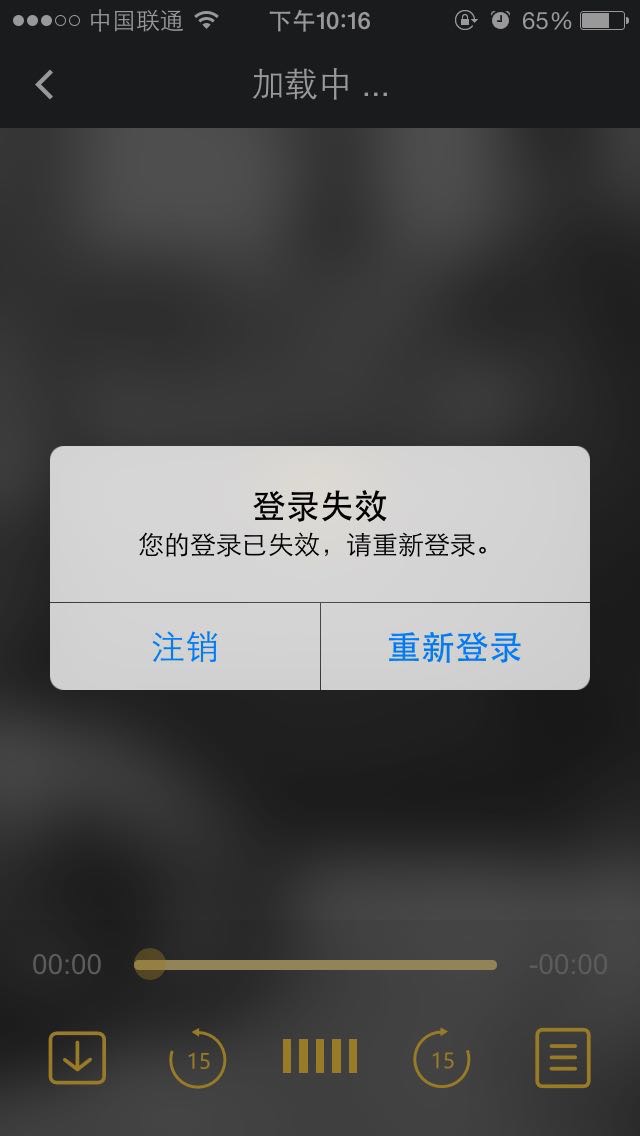 中国联通 下午10:16 65%
加载中 ...
登录失效
您的登录已失效，请重新登录。
注销 重新登录
00:00 -00:00
15 15